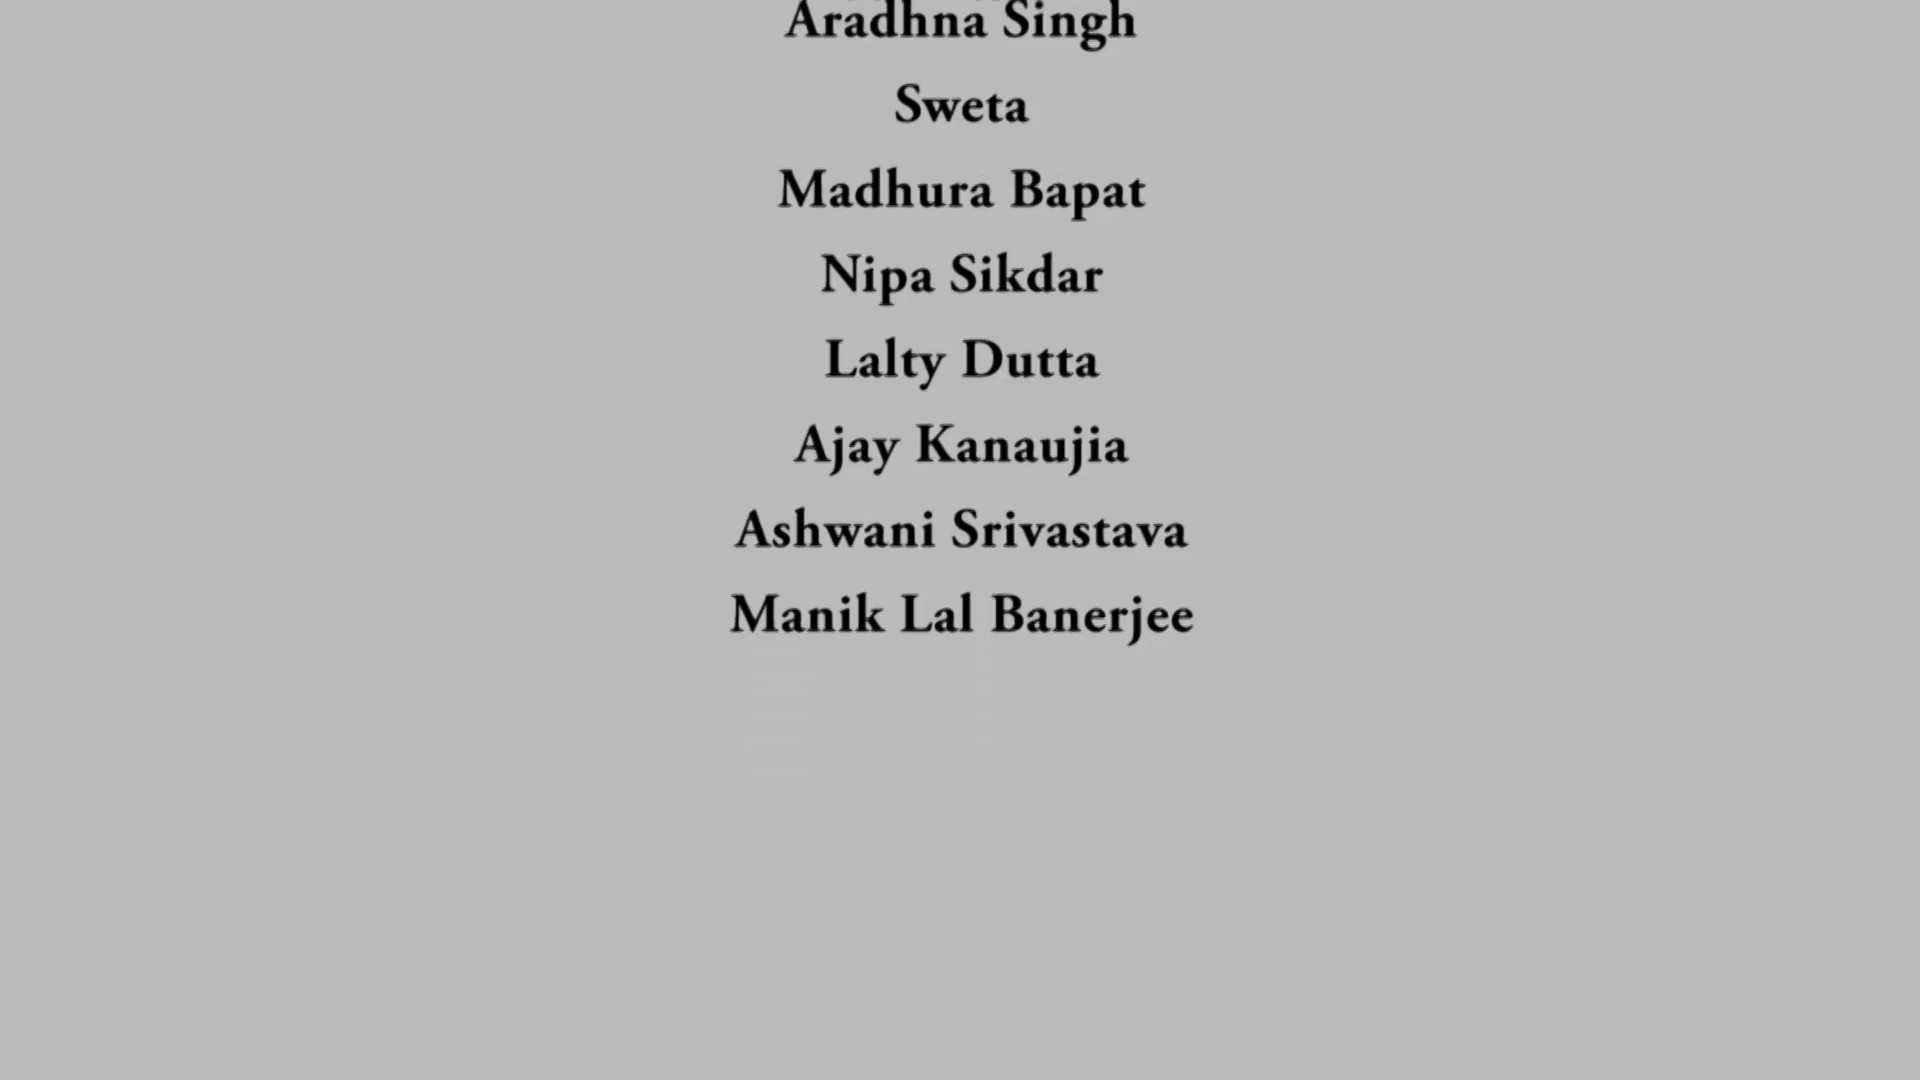 Aradhna Singh
Sweta
Madhura Bapat
Nipa Sikdar
Lalty Dutta
Ajay Kanaujia
Ashwani Srivastava
Manik Lal Banerjee